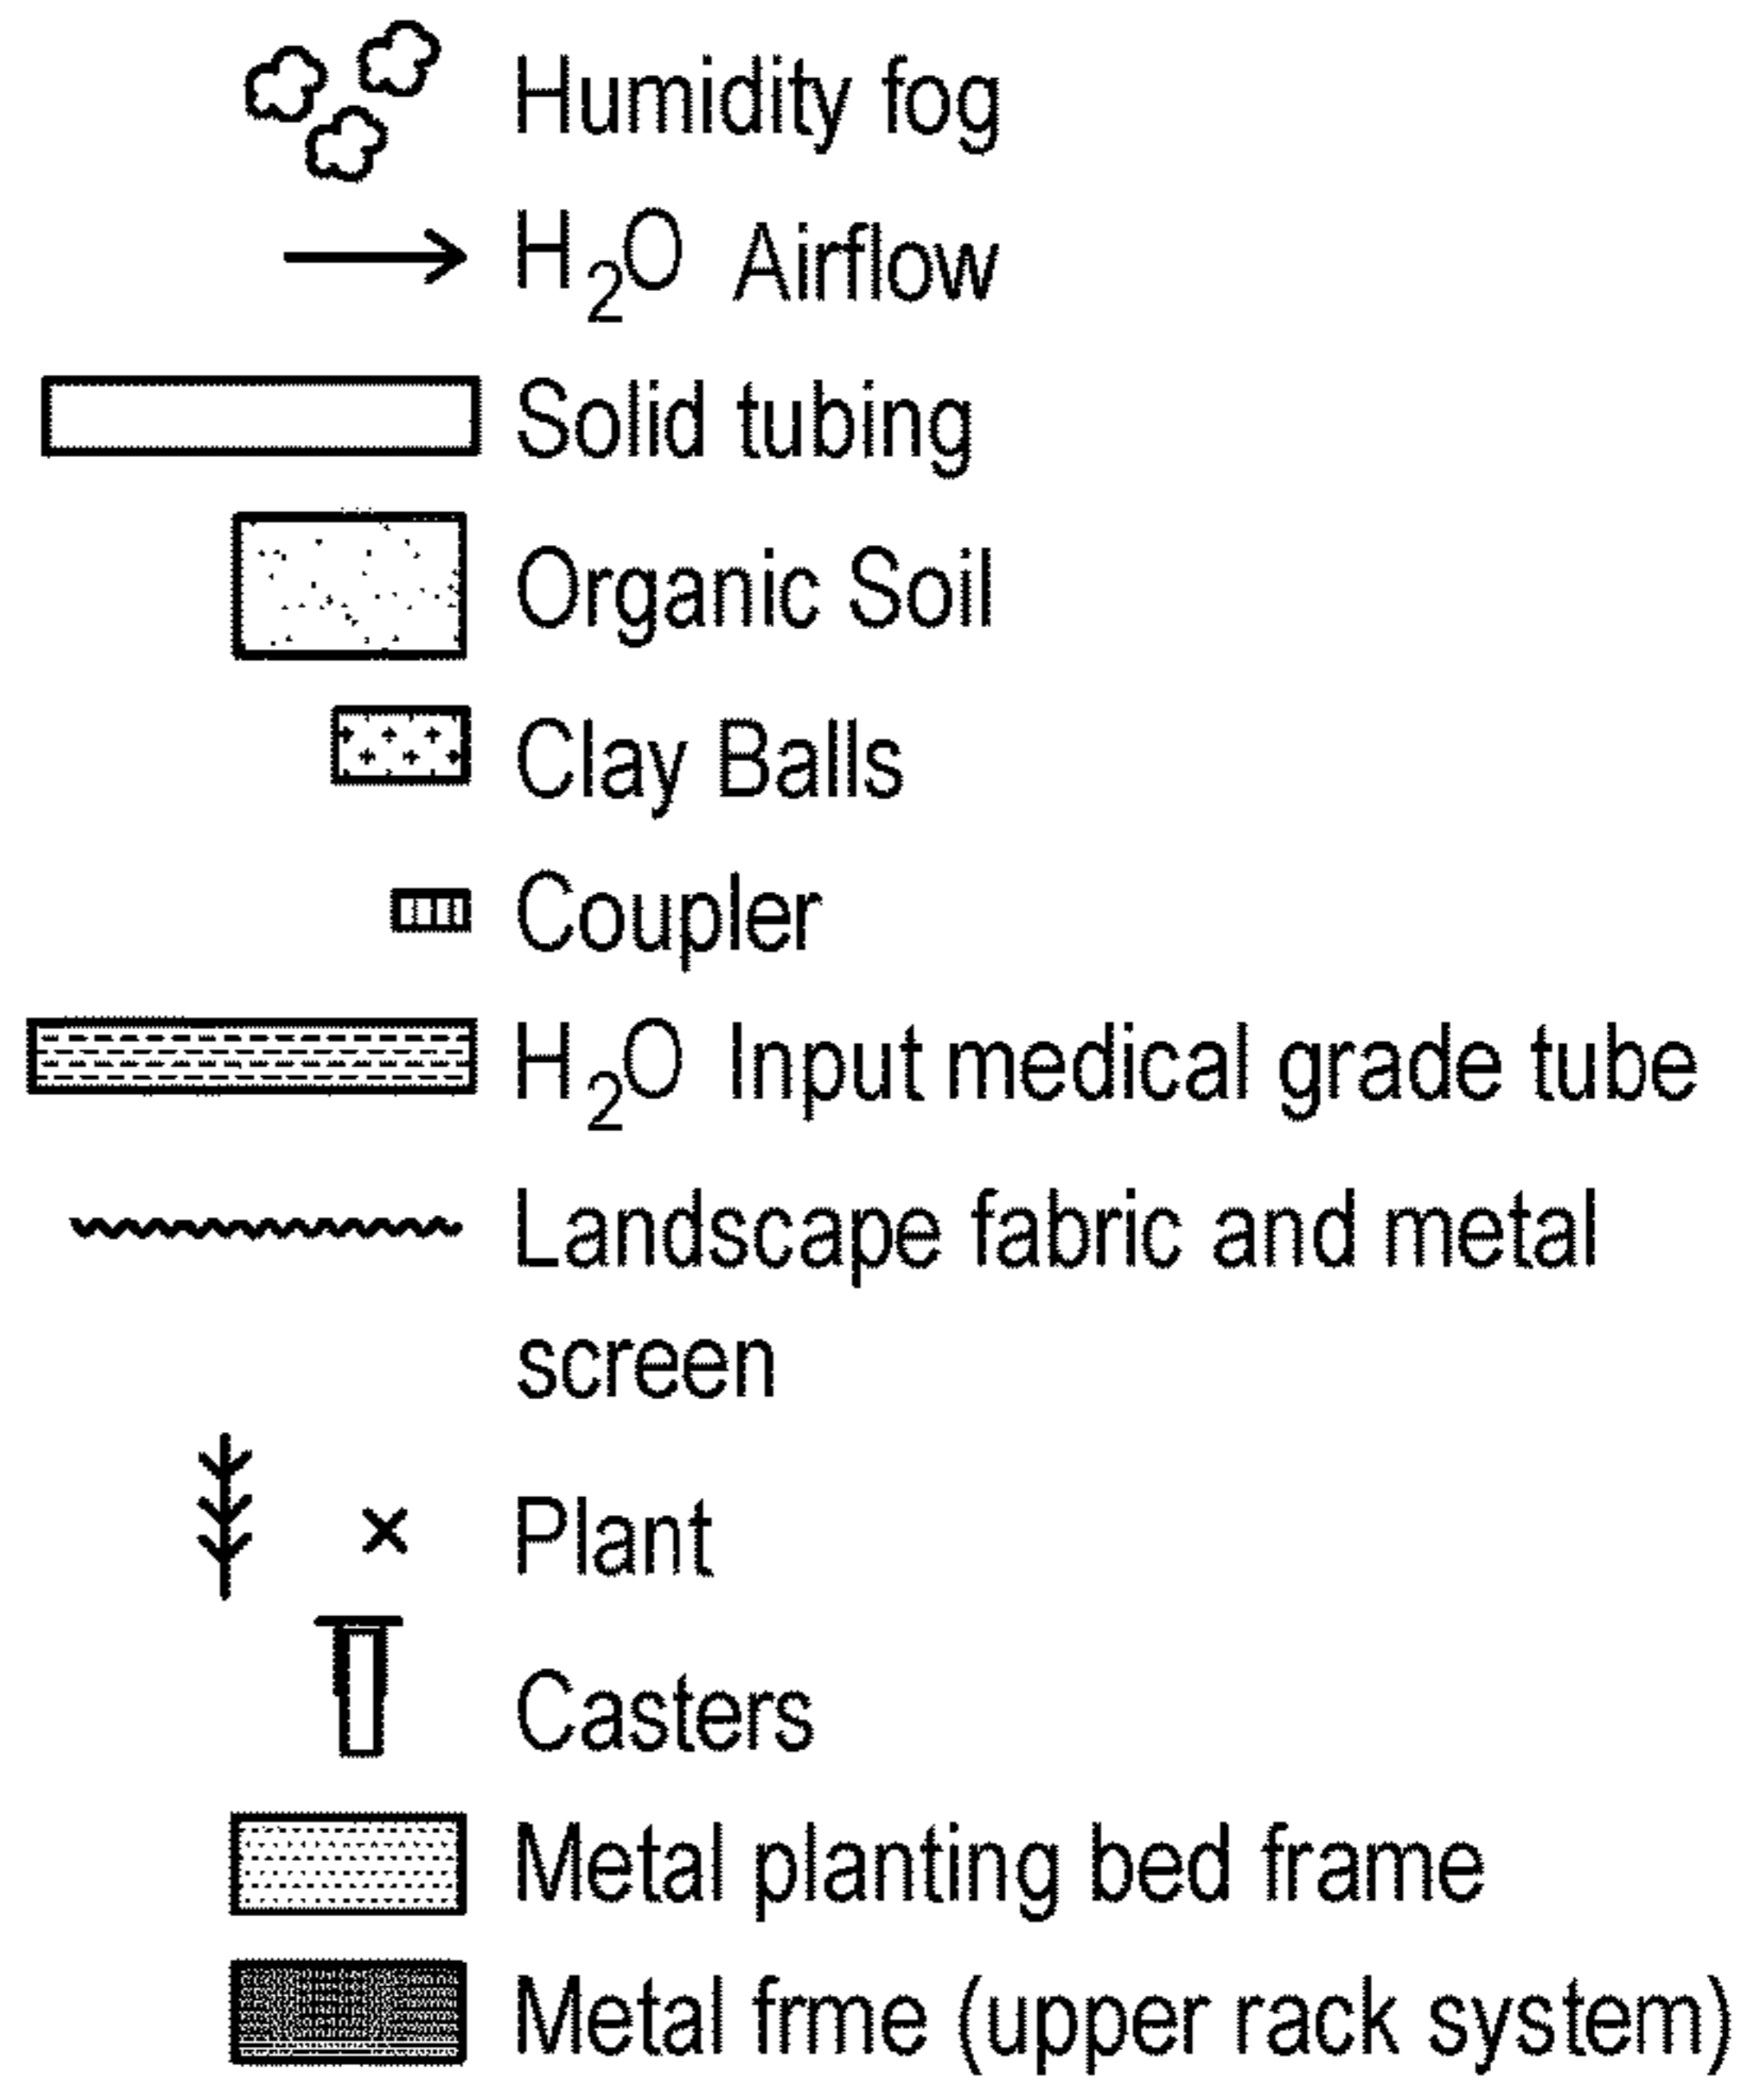 Humidity fog
H₂O Airflow
Solid tubing
Organic Soil
Clay Balls
Coupler
H₂O Input medical grade tube
Landscape fabric and metal
screen
Plant
Casters
Metal planting bed frame
Metal frme (upper rack system)